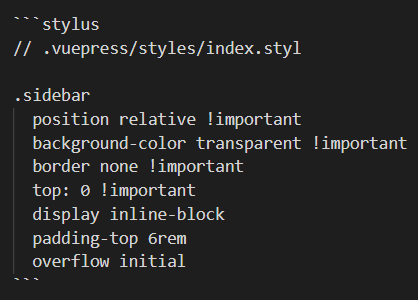 ```stylus
// .vuepress/styles/index.styl
.sidebar
position relative !important
background-color transparent !important
border none !important
top: 0 !important
display inline-block
padding-top 6rem
overflow initial
```